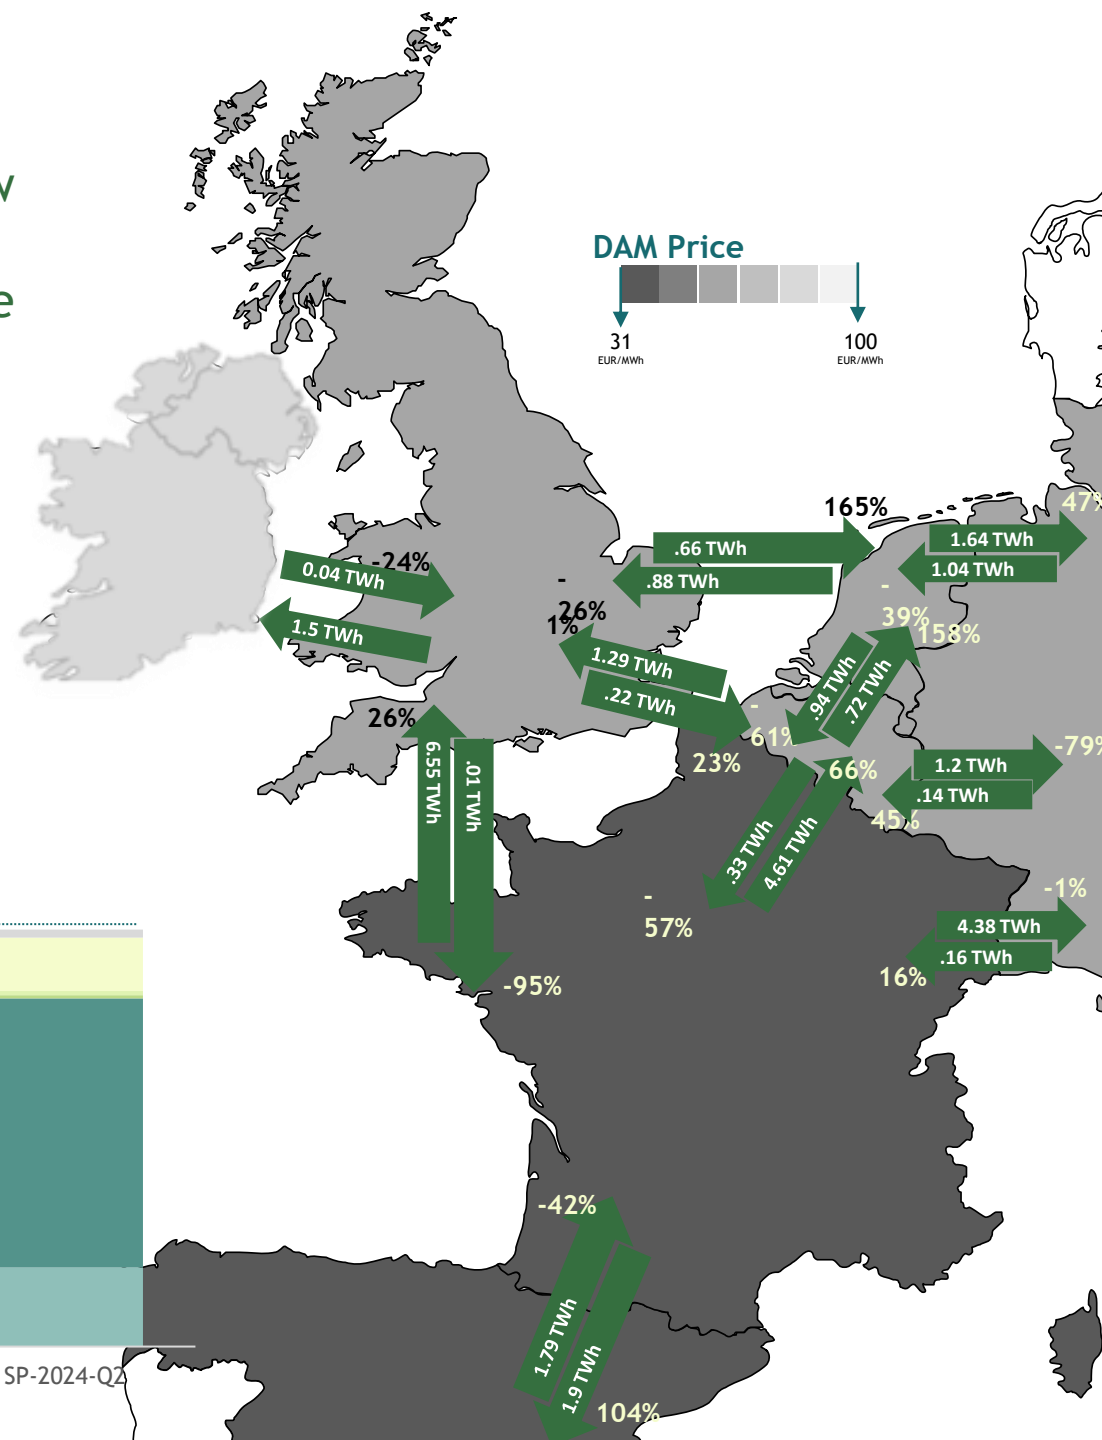 w
e
DAM Price
31
EUR/MWh
100
EUR/MWh
165%
47%
.66 TWh
.88 TWh
1.64 TWh
1.04 TWh
-24%
0.04 TWh
1.5 TWh
-
26%
1%
-
39%
158%
1.29 TWh
.22 TWh
.94 TWh
.72 TWh
26%
-
61%
23%
66%
-79%
1.2 TWh
.14 TWh
45%
6.55 TWh
.01 TWh
.33 TWh
4.61 TWh
-
57%
-1%
4.38 TWh
.16 TWh
16%
-95%
-42%
1.79 TWh
1.9 TWh
104%
SP-2024-Q2